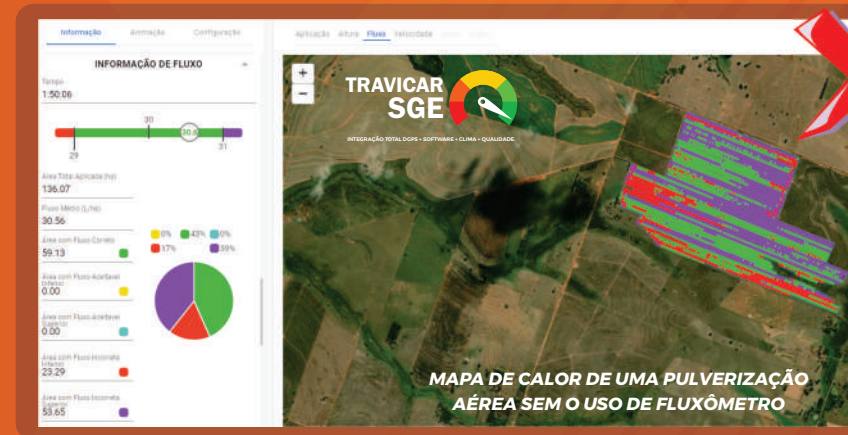 Informação Animação Configuração
Aplicação Altura Fluxo Velocidade
INFORMAÇÃO DE FLUXO
Tempo
1:50:06
30
30.6
29
31
Área Total Aplicada (ha)
136.07
Fluxo Médio (L/ha)
30.56
Área com Fluxo Correto
59.13
Área com Fluxo Aceitavel
Inferior
0.00
Área com Fluxo Aceitavel
Superior
0.00
Área com Fluxo Incorreto
Inferior
23.29
Área com Fluxo Incorreto
Superior
53.65
0% 43% 0%
17% 39%
+
−
TRAVICAR
SGE
INTEGRAÇÃO TOTAL DGPS • SOFTWARE • CLIMA • QUALIDADE
MAPA DE CALOR DE UMA PULVERIZAÇÃO
AÉREA SEM O USO DE FLUXÔMETRO